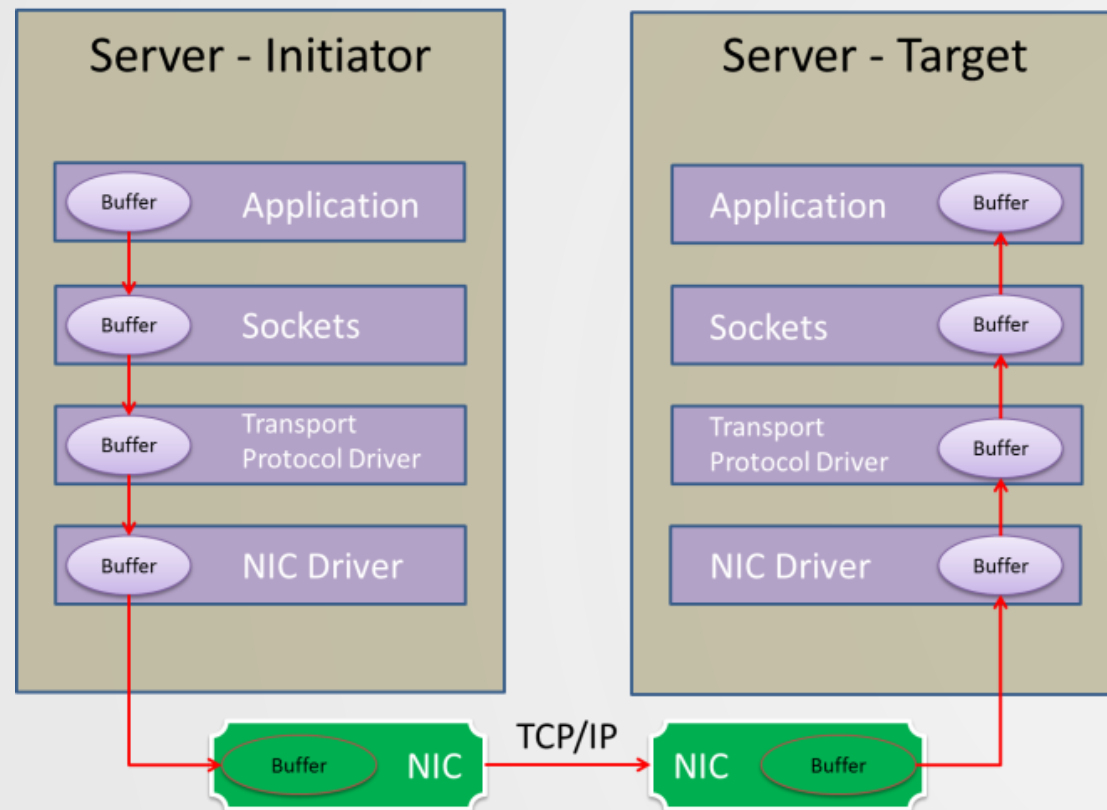 Server - Initiator
Buffer
Application
Buffer
Sockets
Buffer
Transport
Protocol Driver
Buffer
NIC Driver
Server - Target
Application
Buffer
Sockets
Buffer
Transport
Protocol Driver
Buffer
NIC Driver
Buffer
Buffer
NIC
TCP/IP
NIC
Buffer